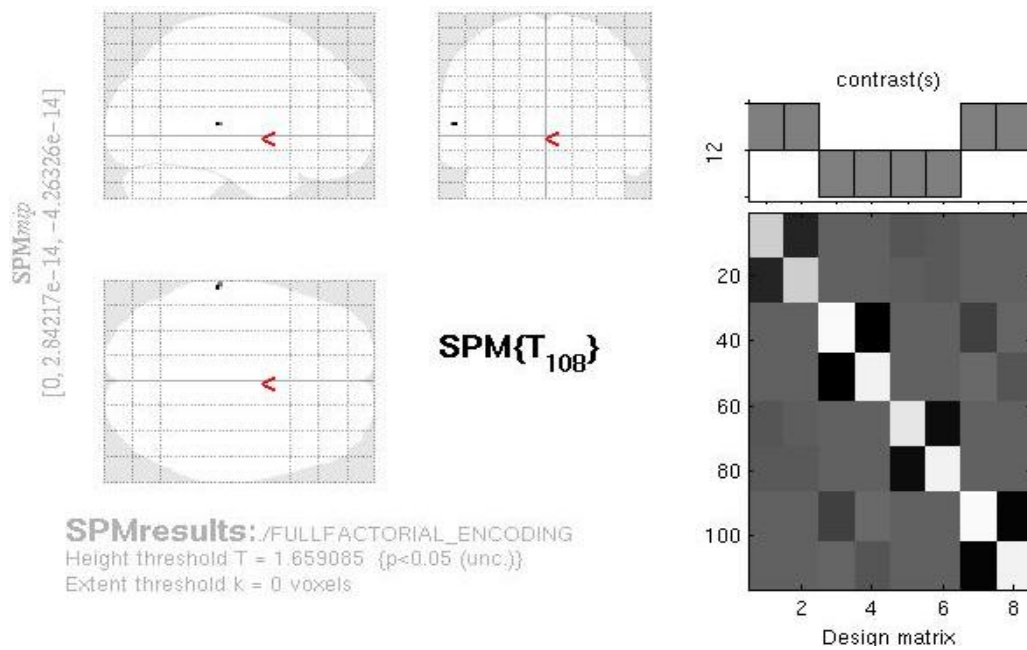 SPMmip
[0, 2.84217e-14, -4.26326e-14]
<
<
<
SPM{T108}
SPMresults:./FULLFACTORIAL_ENCODING
Height threshold T = 1.659085 {p<0.05 (unc.)}
Extent threshold k = 0 voxels
contrast(s)
12
20
40
60
80
100
2 4 6 8
Design matrix